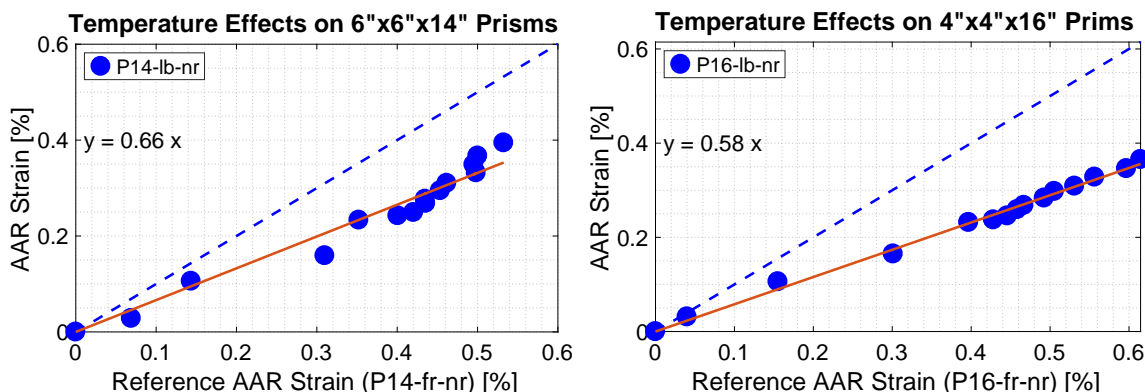 Temperature Effects on 6"x6"x14" Prisms
0.6
P14-lb-nr
0.4
y = 0.66 x
0.2
0
0 0.1 0.2 0.3 0.4 0.5 0.6
AAR Strain [%]
Reference AAR Strain (P14-fr-nr) [%]
Temperature Effects on 4"x4"x16" Prims
0.6
P16-lb-nr
0.4
y = 0.58 x
0.2
0
0 0.1 0.2 0.3 0.4 0.5 0.6
AAR Strain [%]
Reference AAR Strain (P16-fr-nr) [%]